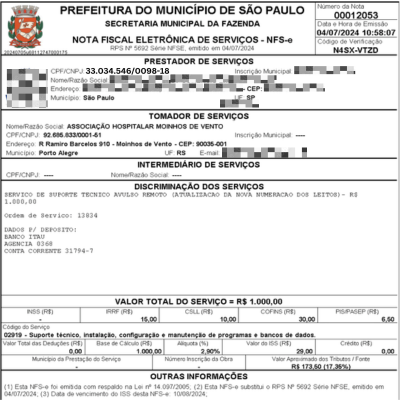 PREFEITURA DO MUNICÍPIO DE SÃO PAULO
SECRETARIA MUNICIPAL DA FAZENDA
NOTA FISCAL ELETRÔNICA DE SERVIÇOS - NFS-e
RPS Nº 5692 Série NFSE, emitido em 04/07/2024
Número da Nota
00012053
Data e Hora de Emissão
04/07/2024 10:58:07
Código de Verificação
N4SX-VTZD
PRESTADOR DE SERVIÇOS
CPF/CNPJ: 33.034.546/0098-18 Inscrição Municipal:
Nome/Razão Social:
Endereço: - CEP:
Município: São Paulo UF: SP
TOMADOR DE SERVIÇOS
Nome/Razão Social: ASSOCIAÇÃO HOSPITALAR MOINHOS DE VENTO
CPF/CNPJ: 92.685.833/0001-51 Inscrição Municipal: ----
Endereço: R Ramiro Barcelos 910 - Moinhos de Vento - CEP: 90035-001
Município: Porto Alegre UF: RS E-mail:
INTERMEDIÁRIO DE SERVIÇOS
CPF/CNPJ: ---- Nome/Razão Social: ----
DISCRIMINAÇÃO DOS SERVIÇOS
SERVICO DE SUPORTE TECNICO AVULSO REMOTO (ATUALIZACAO DA NOVA NUMERACAO DOS LEITOS)- R$
1.000,00
Ordem de Servico: 12834
DADOS P/ DEPOSITO:
BANCO ITAU
AGENCIA 8368
CONTA CORRENTE 31794-7
VALOR TOTAL DO SERVIÇO = R$ 1.000,00
INSS (R$) IRRF (R$) CSLL (R$) COFINS (R$) PIS/PASEP (R$)
- 15,00 10,00 30,00 6,50
Código do Serviço
02919 - Suporte técnico, instalação, configuração e manutenção de programas e bancos de dados.
Valor Total das Deduções (R$) Base de Cálculo (R$) Alíquota (%) Valor do ISS (R$) Crédito (R$)
0,00 1.000,00 2,90% 29,00 0,00
Município da Prestação do Serviço Número Inscrição da Obra Valor Aproximado dos Tributos / Fonte
- - R$ 173,50 (17,35%)
OUTRAS INFORMAÇÕES
(1) Esta NFS-e foi emitida com respaldo na Lei nº 14.097/2005; (2) Esta NFS-e substitui o RPS Nº 5692 Série NFSE, emitido em
04/07/2024; (3) Data de vencimento do ISS desta NFS-e: 10/08/2024;